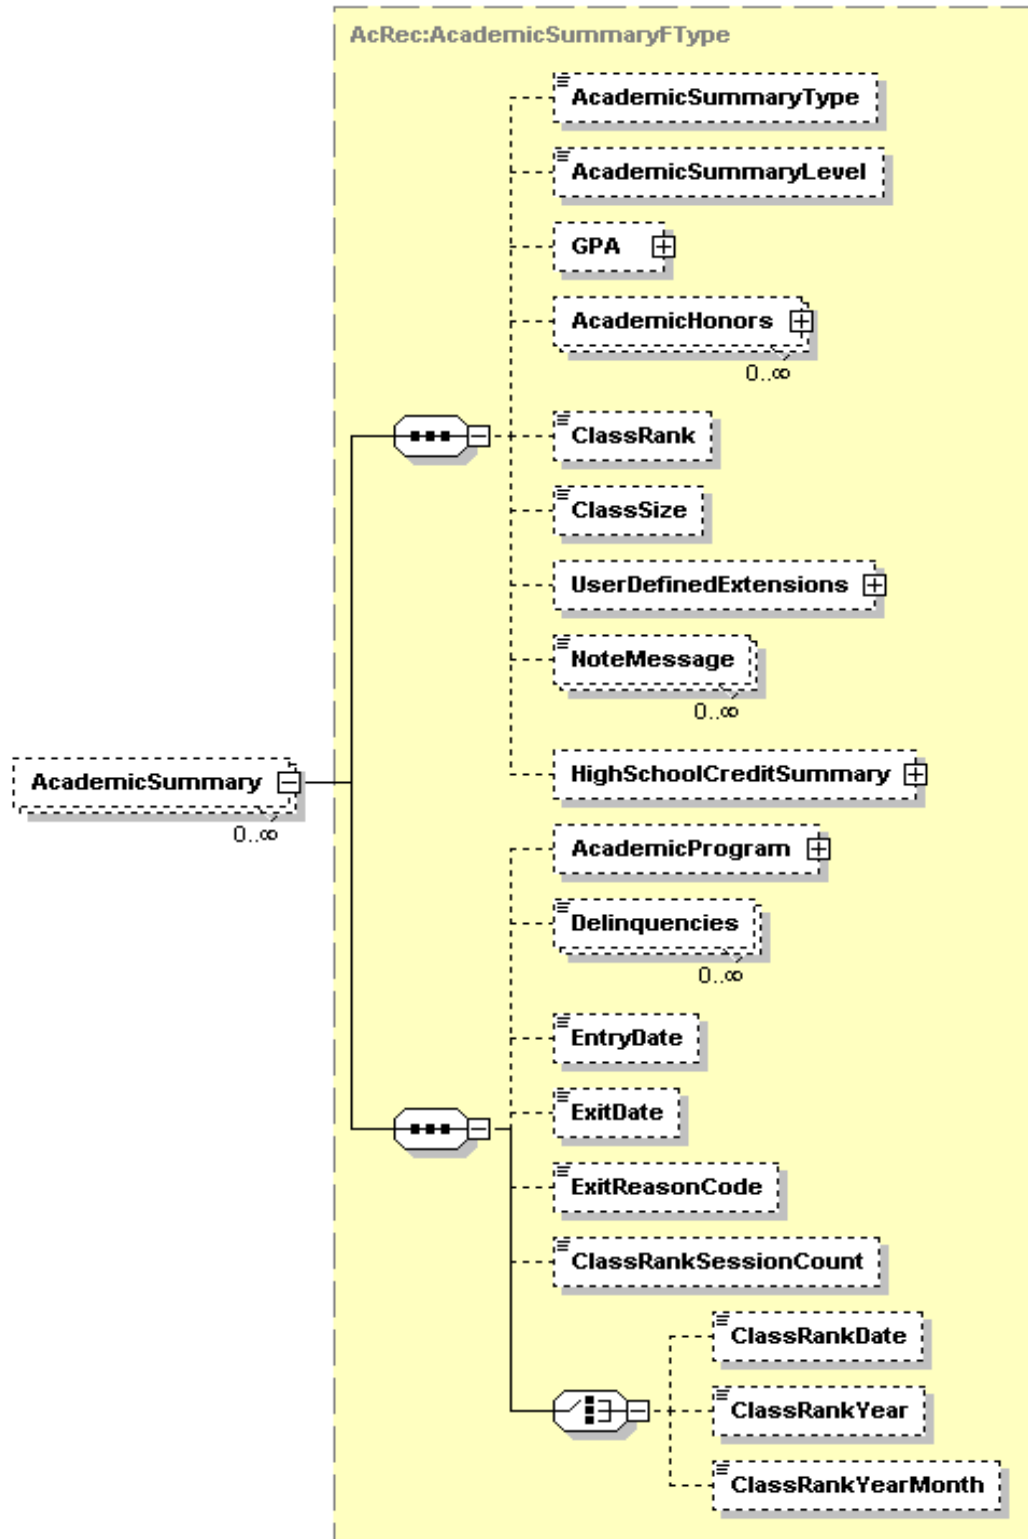 AcRec:AcademicSummaryFType
AcademicSummaryType
AcademicSummaryLevel
GPA
AcademicHonors
0..∞
ClassRank
ClassSize
UserDefinedExtensions
NoteMessage
0..∞
HighSchoolCreditSummary
AcademicSummary
0..∞
AcademicProgram
Delinquencies
0..∞
EntryDate
ExitDate
ExitReasonCode
ClassRankSessionCount
ClassRankDate
ClassRankYear
ClassRankYearMonth